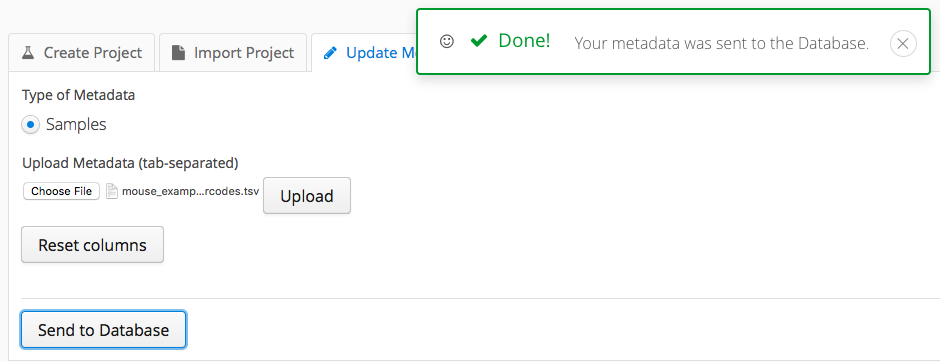 Create Project
Import Project
Update M
Done!
Your metadata was sent to the Database.
Type of Metadata
Samples
Upload Metadata (tab-separated)
Choose File
mouse_examp...rcodes.tsv
Upload
Reset columns
Send to Database